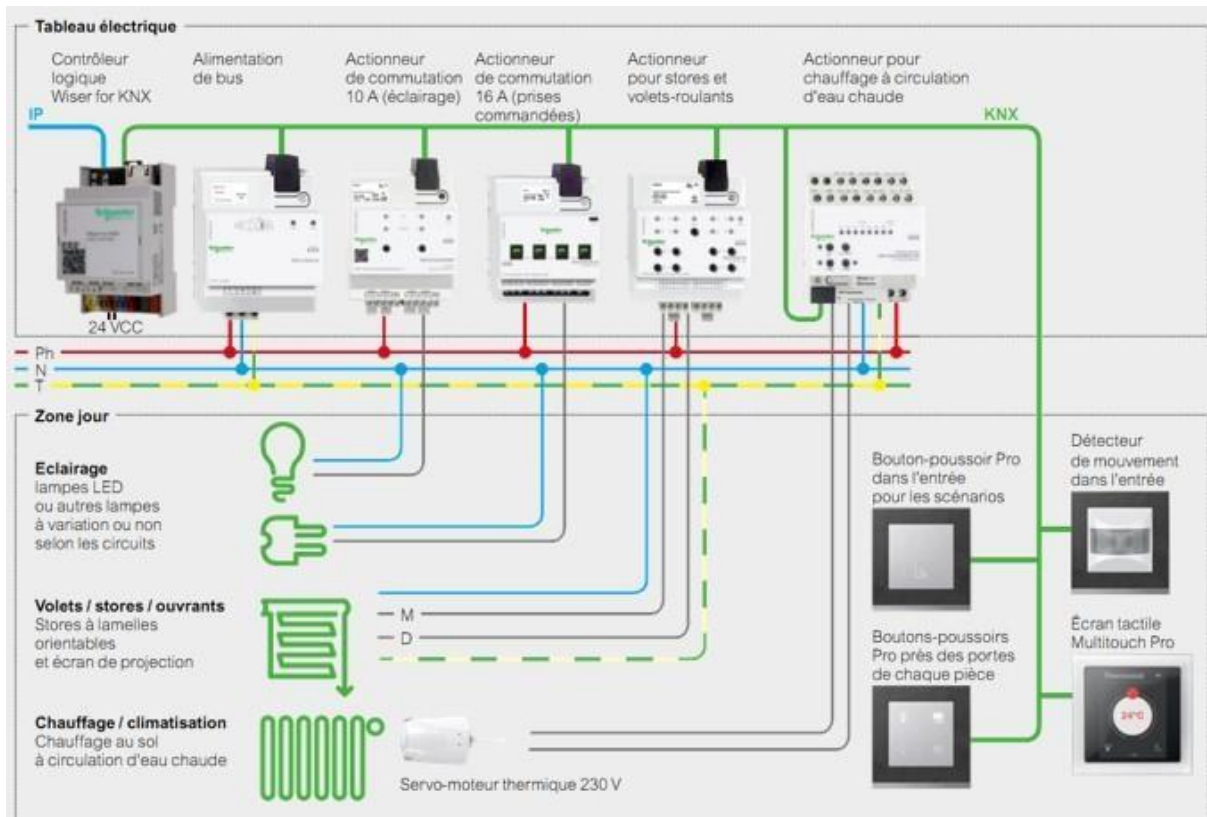 Tableau électrique
Contrôleur
logique
Wiser for KNX
Alimentation
de bus
Actionneur
de commutation
10 A (éclairage)
Actionneur
de commutation
16 A (prises
commandées)
Actionneur
pour stores et
volets-roulants
Actionneur pour
chauffage à circulation
d'eau chaude
IP
KNX
24 VCC
Ph
N
T
Zone jour
Eclairage
lampes LED
ou autres lampes
à variation ou non
selon les circuits
Volets / stores / ouvrants
Stores à lamelles
orientables
et écran de projection
M
D
Chauffage / climatisation
Chauffage au sol
à circulation d'eau chaude
Servo-moteur thermique 230 V
Bouton-poussoir Pro
dans l'entrée
pour les scénarios
Détecteur
de mouvement
dans l'entrée
Boutons-poussoirs
Pro près des portes
de chaque pièce
Écran tactile
Multitouch Pro
24°C